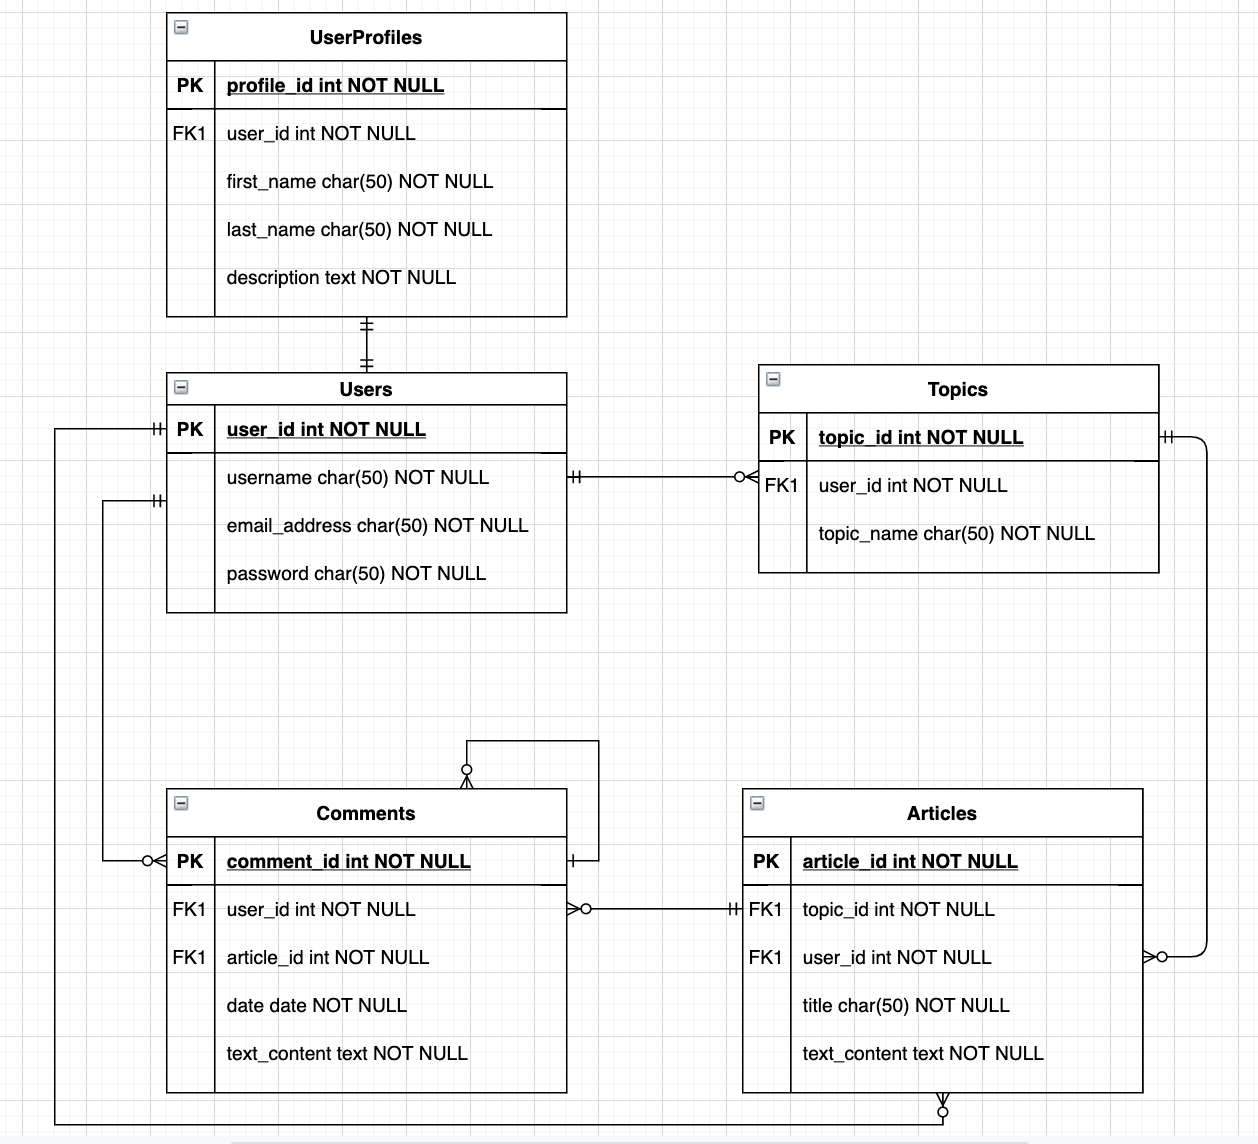 UserProfiles
PK profile_id int NOT NULL
FK1 user_id int NOT NULL
first_name char(50) NOT NULL
last_name char(50) NOT NULL
description text NOT NULL
Users
PK user_id int NOT NULL
username char(50) NOT NULL
email_address char(50) NOT NULL
password char(50) NOT NULL
Topics
PK topic_id int NOT NULL
FK1 user_id int NOT NULL
topic_name char(50) NOT NULL
Comments
PK comment_id int NOT NULL
FK1 user_id int NOT NULL
FK1 article_id int NOT NULL
date date NOT NULL
text_content text NOT NULL
Articles
PK article_id int NOT NULL
FK1 topic_id int NOT NULL
FK1 user_id int NOT NULL
title char(50) NOT NULL
text_content text NOT NULL